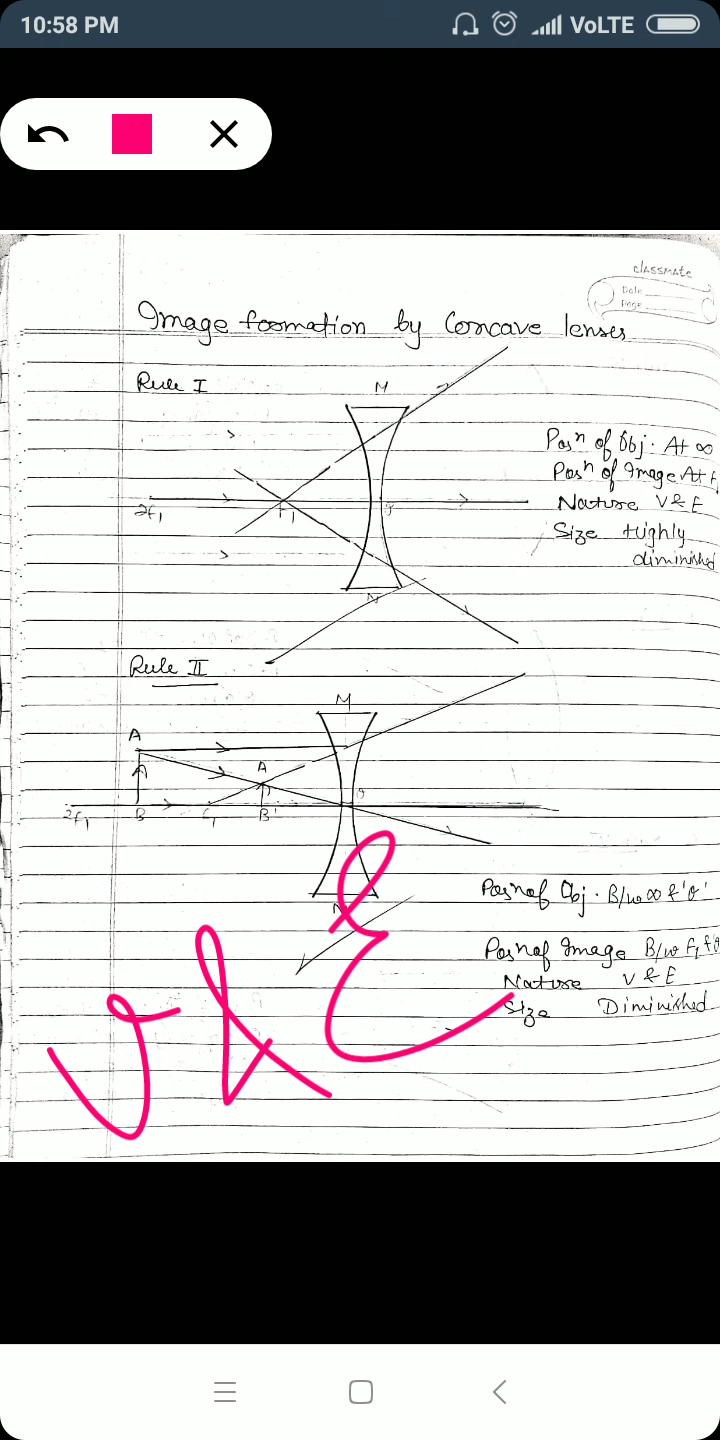 10:58 PM
VoLTE
classmate
Date
Page
Image formation by Concave lenses
Rule I
M
Posn of Obj. At ∞
Posn of Image At F₁
Nature V & E
Size Highly
diminished
2F₁
F₁
N
Rule II
M
A
A
2F₁
B
F₁
B'
N
Posn of Obj. B/w ∞ & 'O'
Posn of Image B/w F₁ & O
Nature V & E
Size Diminished
V & E